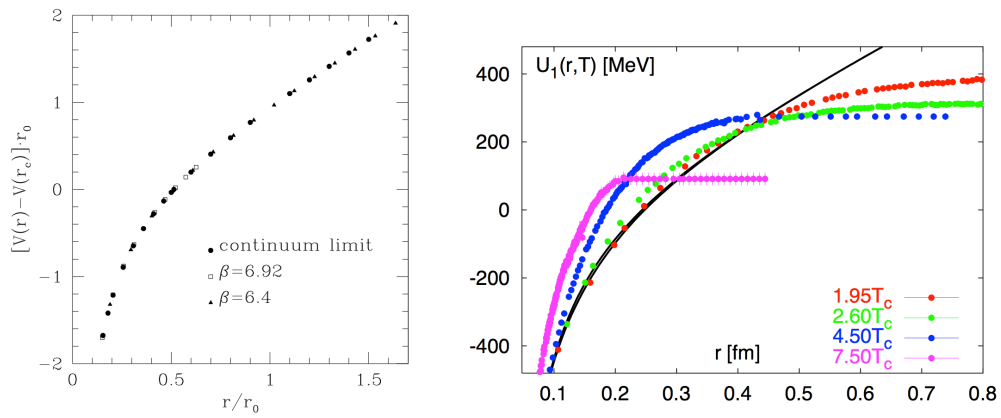 2
1
0
−1
−2
[V(r)−V(r_c)]·r_0
continuum limit
β=6.92
β=6.4
0
0.5
1
1.5
r/r_0
U_1(r,T) [MeV]
400
200
0
-200
-400
1.95T_c
2.60T_c
4.50T_c
7.50T_c
r [fm]
0.1
0.2
0.3
0.4
0.5
0.6
0.7
0.8